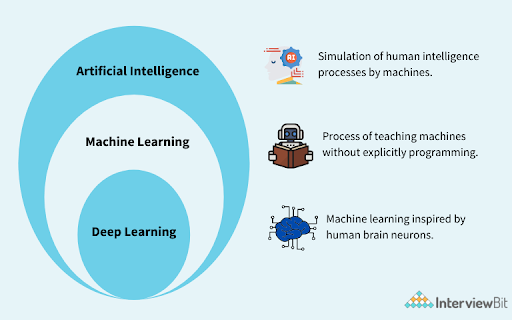 Artificial Intelligence
AI
Simulation of human intelligence
processes by machines.
Machine Learning
Process of teaching machines
without explicitly programming.
Deep Learning
Machine learning inspired by
human brain neurons.
InterviewBit